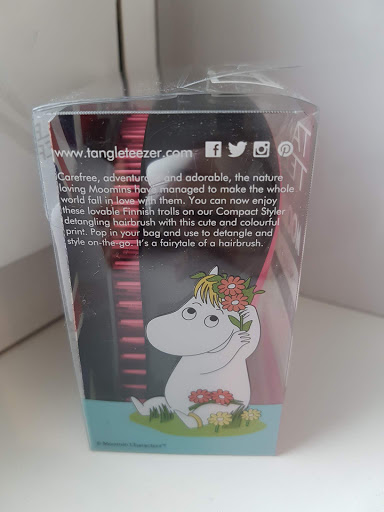 www.tangleteezer.com
Carefree, adventurous and adorable, the nature
loving Moomins have managed to make the whole
world fall in love with them. You can now enjoy
these lovable Finnish trolls on our Compact Styler
detangling hairbrush with this cute and colourful
print. Pop in your bag and use to detangle and
style on-the-go. It's a fairytale of a hairbrush.
© Moomin Characters™